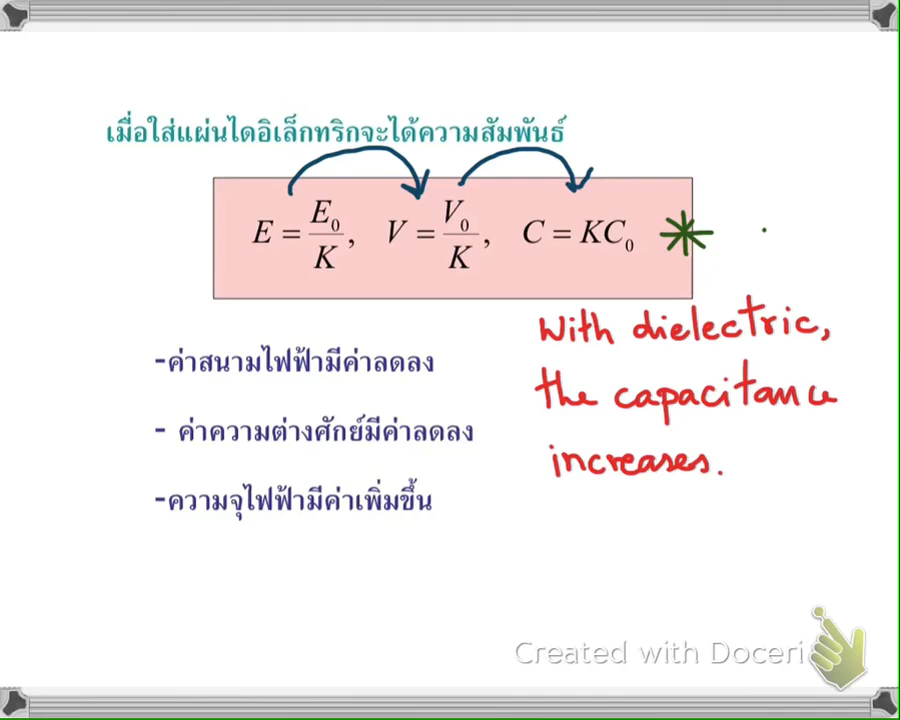 เมื่อใส่แผ่นไดอิเล็กทริกจะได้ความสัมพันธ์
E = E₀/K, V = V₀/K, C = KC₀
with dielectric,
the capacitance
increases.
-ค่าสนามไฟฟ้ามีค่าลดลง
- ค่าความต่างศักย์มีค่าลดลง
-ความจุไฟฟ้ามีค่าเพิ่มขึ้น
Created with Doceri